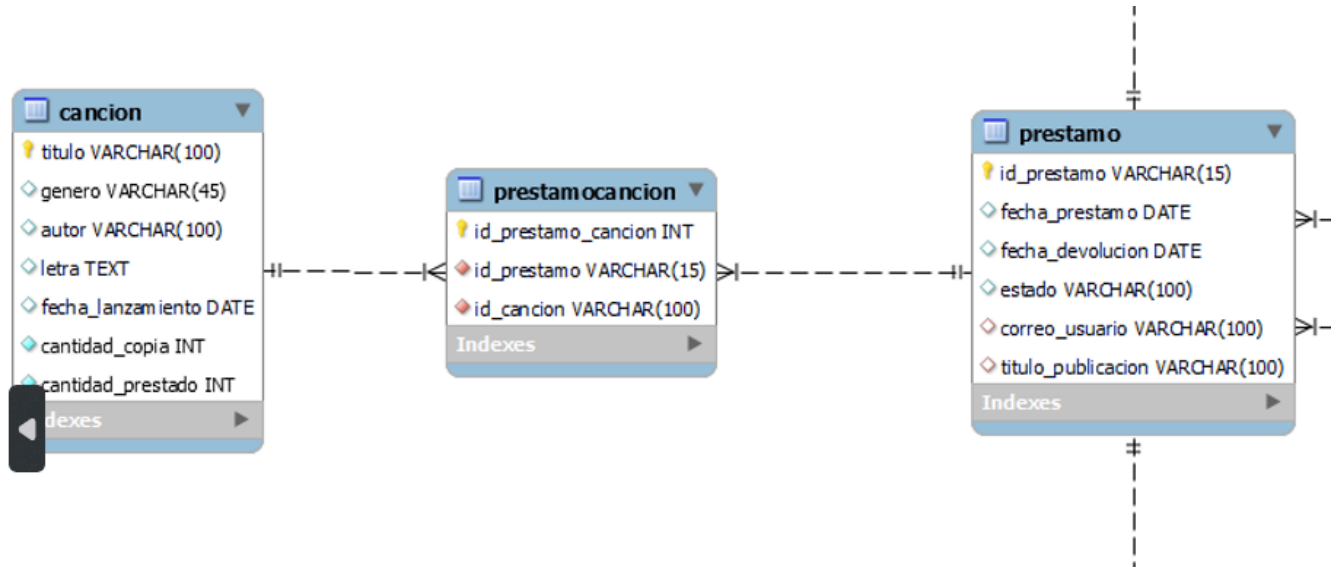 cancion
titulo VARCHAR(100)
genero VARCHAR(45)
autor VARCHAR(100)
letra TEXT
fecha_lanzamiento DATE
cantidad_copia INT
cantidad_prestado INT
dexes
prestamocancion
id_prestamo_cancion INT
id_prestamo VARCHAR(15)
id_cancion VARCHAR(100)
Indexes
prestamo
id_prestamo VARCHAR(15)
fecha_prestamo DATE
fecha_devolucion DATE
estado VARCHAR(100)
correo_usuario VARCHAR(100)
titulo_publicacion VARCHAR(100)
Indexes